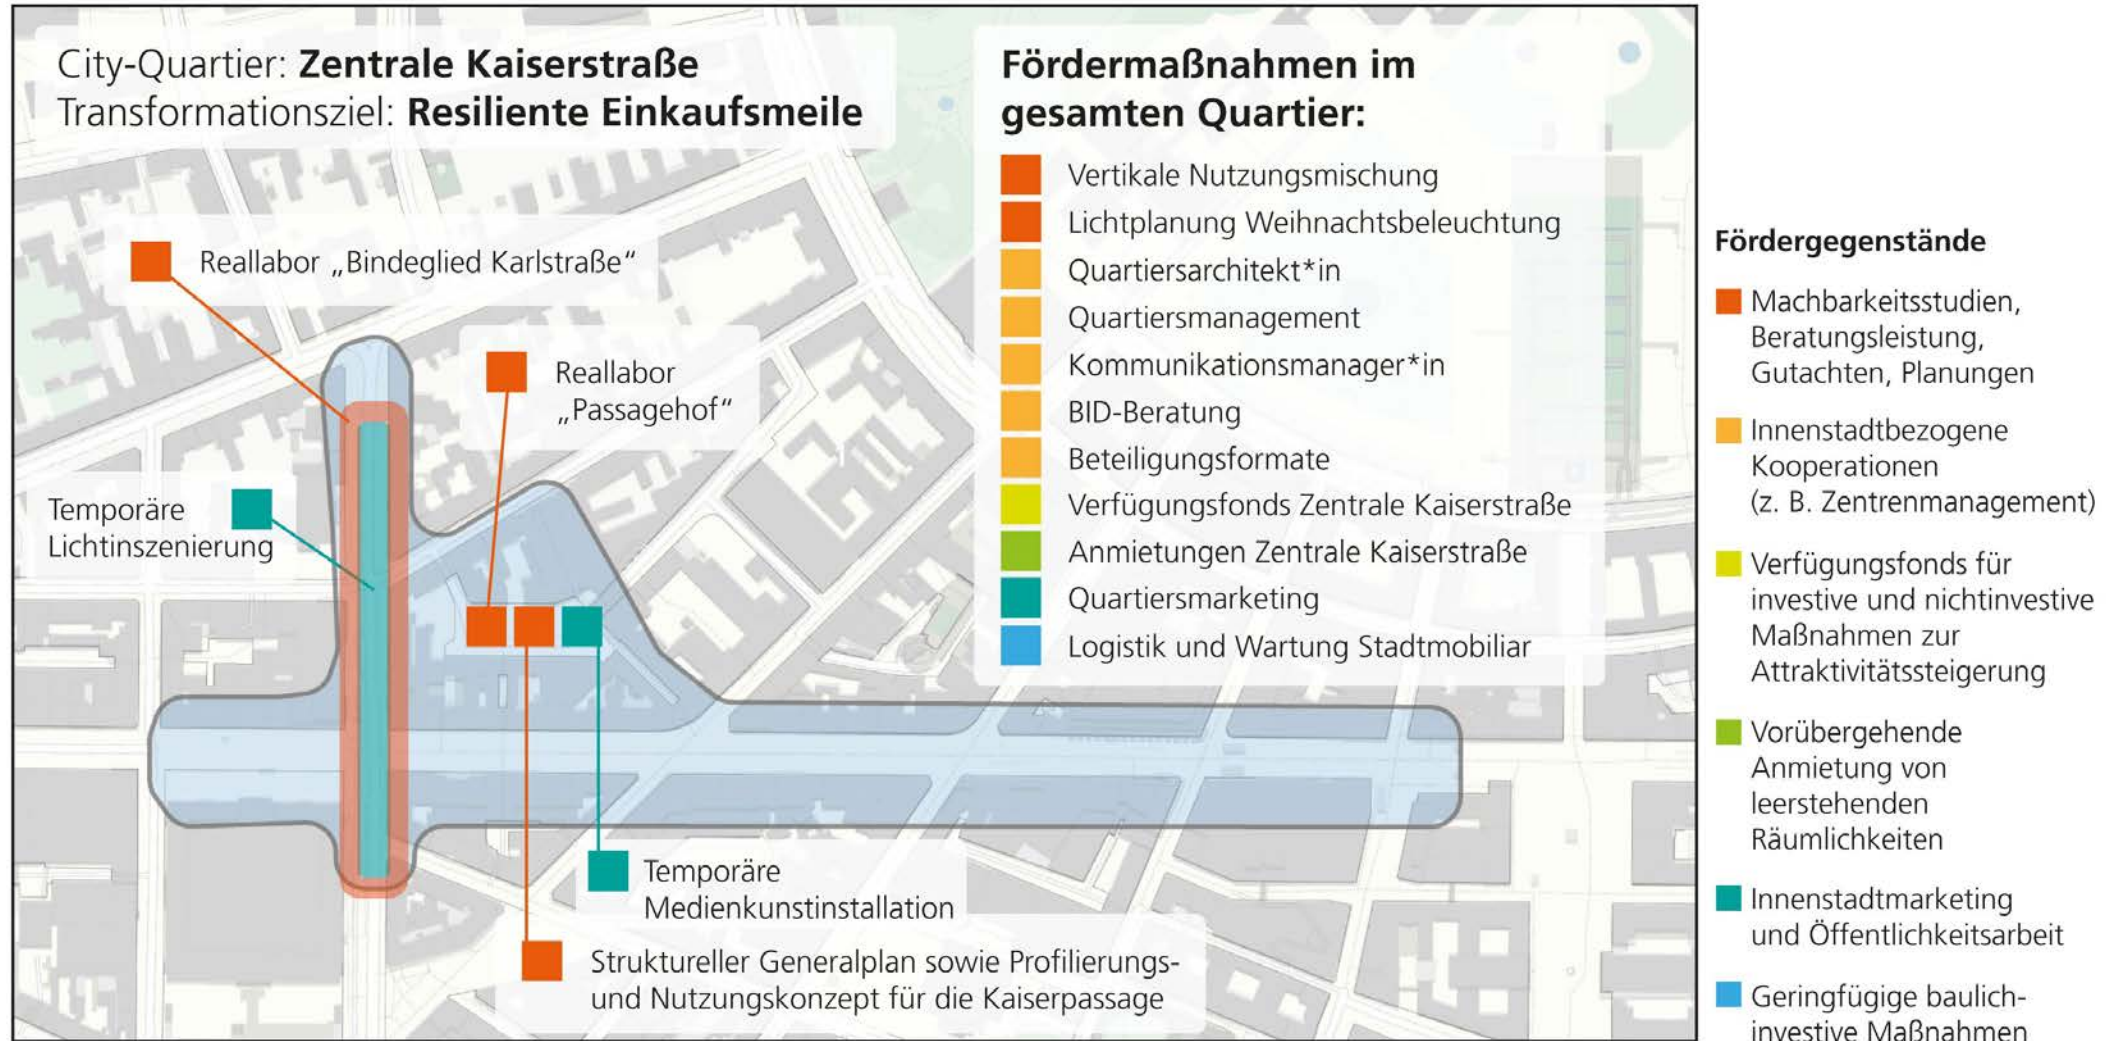 City-Quartier: Zentrale Kaiserstraße
Transformationsziel: Resiliente Einkaufsmeile
Reallabor „Bindeglied Karlstraße“
Reallabor
„Passagehof“
Temporäre
Lichtinszenierung
Temporäre
Medienkunstinstallation
Struktureller Generalplan sowie Profilierungs-
und Nutzungskonzept für die Kaiserpassage
Fördermaßnahmen im
gesamten Quartier:
Vertikale Nutzungsmischung
Lichtplanung Weihnachtsbeleuchtung
Quartiersarchitekt*in
Quartiersmanagement
Kommunikationsmanager*in
BID-Beratung
Beteiligungsformate
Verfügungsfonds Zentrale Kaiserstraße
Anmietungen Zentrale Kaiserstraße
Quartiersmarketing
Logistik und Wartung Stadtmobiliar
Fördergegenstände
Machbarkeitsstudien,
Beratungsleistung,
Gutachten, Planungen
Innenstadtbezogene
Kooperationen
(z. B. Zentrenmanagement)
Verfügungsfonds für
investive und nichtinvestive
Maßnahmen zur
Attraktivitätssteigerung
Vorübergehende
Anmietung von
leerstehenden
Räumlichkeiten
Innenstadtmarketing
und Öffentlichkeitsarbeit
Geringfügige baulich-
investive Maßnahmen